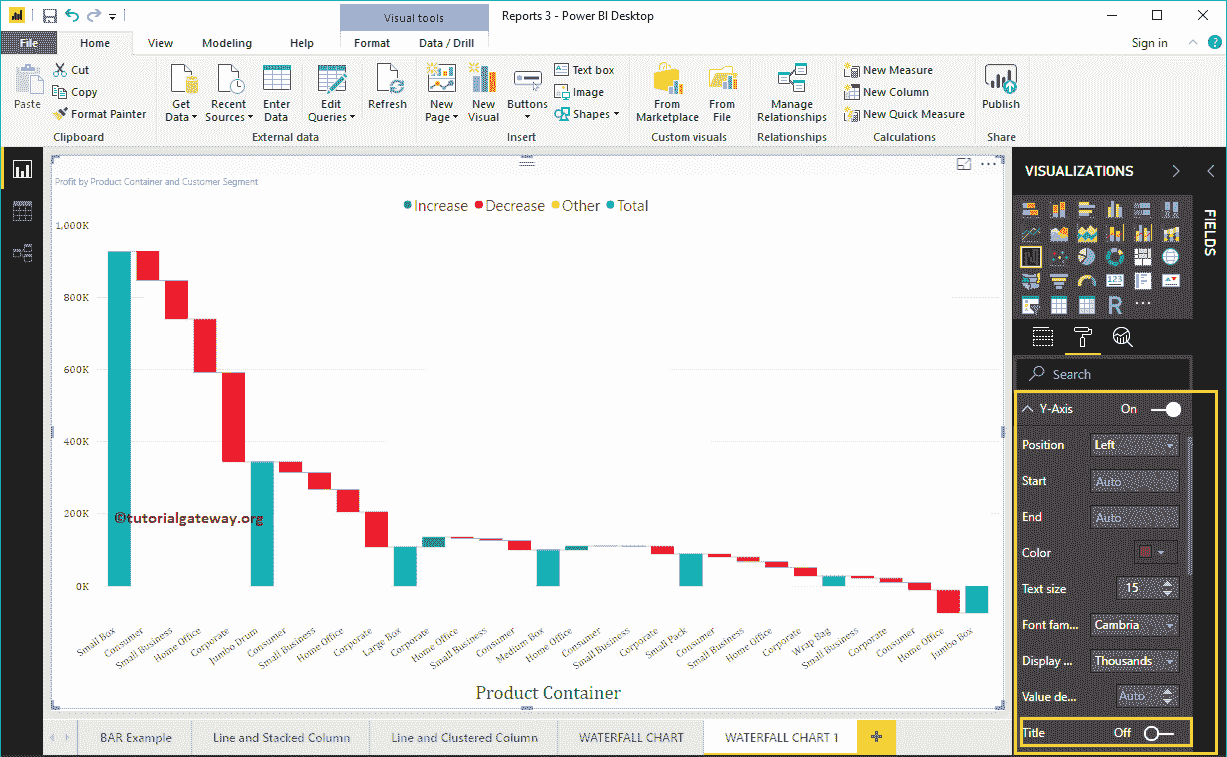 Visual tools
Reports 3 - Power BI Desktop
File Home View Modeling Help Format Data / Drill Sign in
Paste
Cut
Copy
Format Painter
Clipboard
Get Data
Recent Sources
Enter Data
Edit Queries
External data
Refresh
New Page
New Visual
Buttons
Text box
Image
Shapes
Insert
From Marketplace
From File
Custom visuals
Manage Relationships
Relationships
New Measure
New Column
New Quick Measure
Calculations
Publish
Share
Profit by Product Container and Customer Segment
Increase Decrease Other Total
1,000K
800K
600K
400K
200K
0K
©tutorialgateway.org
Small Box
Consumer
Small Business
Home Office
Corporate
Jumbo Drum
Consumer
Small Business
Home Office
Corporate
Large Box
Corporate
Home Office
Small Business
Consumer
Medium Box
Home Office
Consumer
Small Business
Corporate
Small Pack
Consumer
Small Business
Home Office
Corporate
Wrap Bag
Small Business
Corporate
Consumer
Home Office
Jumbo Box
Product Container
VISUALIZATIONS
FIELDS
123
R
Search
Y-Axis On
Position Left
Start Auto
End Auto
Color
Text size 15
Font fam... Cambria
Display ... Thousands
Value de... Auto
Title Off
BAR Example Line and Stacked Column Line and Clustered Column WATERFALL CHART WATERFALL CHART 1